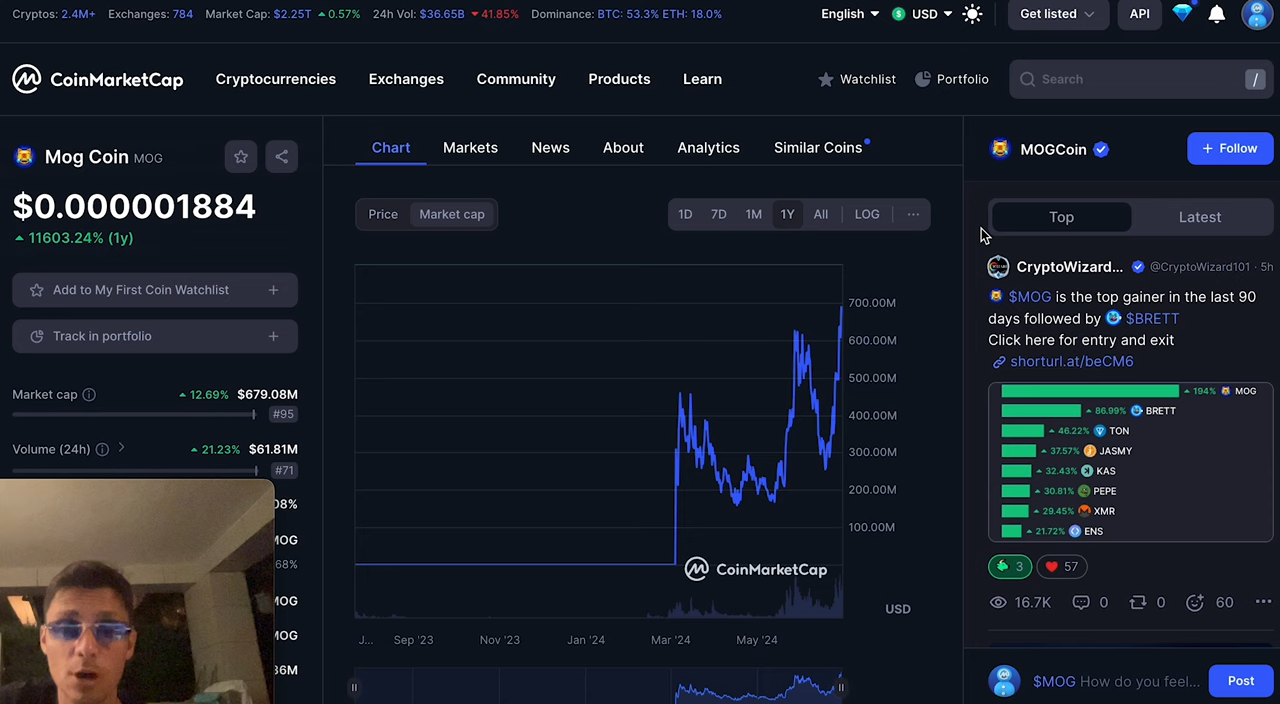 Cryptos: 2.4M+ Exchanges: 784 Market Cap: $2.25T 0.57% 24h Vol: $36.65B 41.85% Dominance: BTC: 53.3% ETH: 18.0%
English USD Get listed API
CoinMarketCap Cryptocurrencies Exchanges Community Products Learn Watchlist Portfolio Search /
Mog Coin MOG
$0.000001884
11603.24% (1y)
Add to My First Coin Watchlist +
Track in portfolio +
Market cap 12.69% $679.08M
#95
Volume (24h) 21.23% $61.81M
#71
08%
MOG
68%
MOG
MOG
36M
Chart Markets News About Analytics Similar Coins
Price Market cap 1D 7D 1M 1Y All LOG ...
700.00M
600.00M
500.00M
400.00M
300.00M
200.00M
100.00M
CoinMarketCap
USD
J... Sep '23 Nov '23 Jan '24 Mar '24 May '24
MOGCoin + Follow
Top Latest
CryptoWizard... @CryptoWizard101 · 5h
$MOG is the top gainer in the last 90
days followed by $BRETT
Click here for entry and exit
shorturl.at/beCM6
194% MOG
86.99% BRETT
46.22% TON
37.57% JASMY
32.43% KAS
30.81% PEPE
29.45% XMR
21.72% ENS
3 57
16.7K 0 0 60 ...
$MOG How do you feel... Post